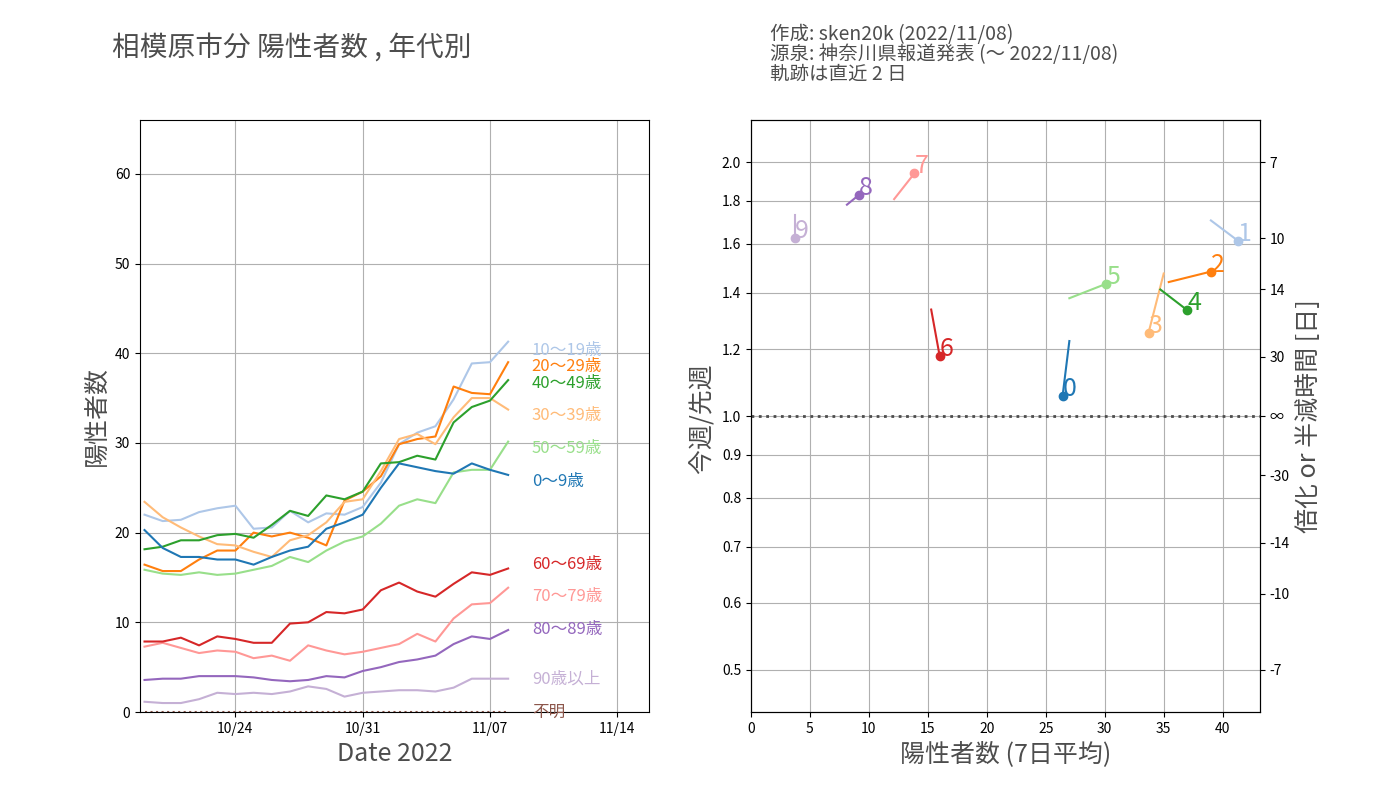 相模原市分 陽性者数 , 年代別
作成: sken20k (2022/11/08)
源泉: 神奈川県報道発表 (～ 2022/11/08)
軌跡は直近 2 日
陽性者数
60
50
40
30
20
10
0
10～19歳
20～29歳
40～49歳
30～39歳
50～59歳
0～9歳
60～69歳
70～79歳
80～89歳
90歳以上
不明
10/24
10/31
11/07
11/14
Date 2022
今週/先週
2.0
1.8
1.6
1.4
1.2
1.0
0.9
0.8
0.7
0.6
0.5
7
8
9
1
2
5
4
3
6
0
7
10
14
30
∞
-30
-14
-10
-7
倍化 or 半減時間 [日]
0
5
10
15
20
25
30
35
40
陽性者数 (7日平均)